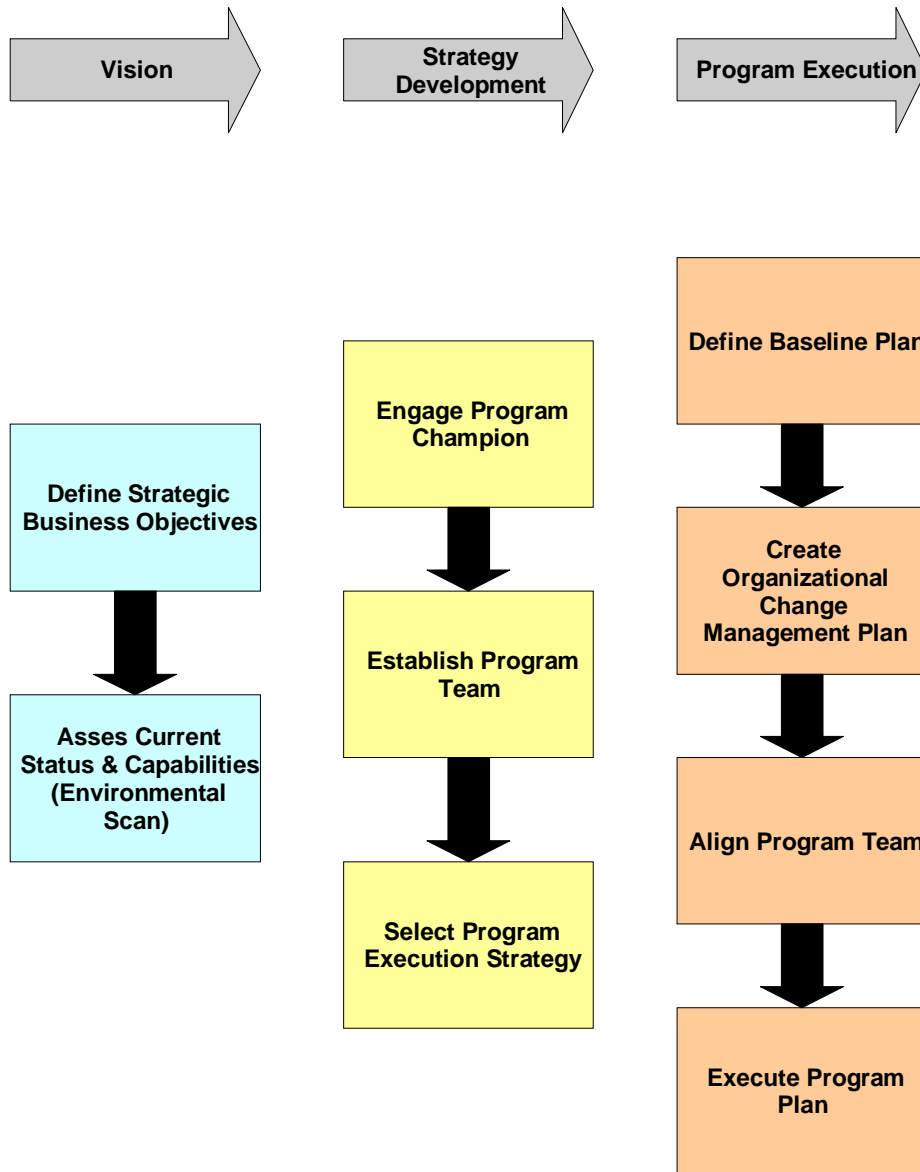 Vision
Strategy
Development
Program Execution
Define Strategic
Business Objectives
Asses Current
Status & Capabilities
(Environmental
Scan)
Engage Program
Champion
Establish Program
Team
Select Program
Execution Strategy
Define Baseline Plan
Create
Organizational
Change
Management Plan
Align Program Team
Execute Program
Plan